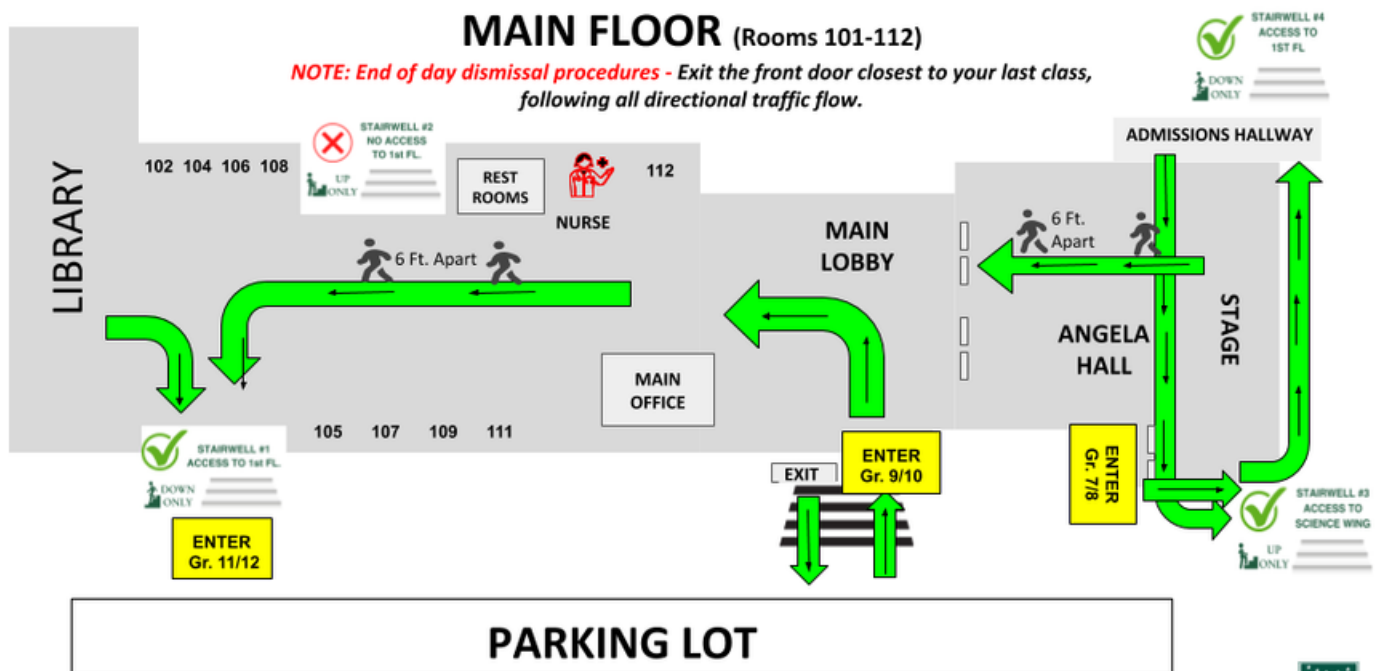 MAIN FLOOR (Rooms 101-112)
NOTE: End of day dismissal procedures - Exit the front door closest to your last class,
following all directional traffic flow.
STAIRWELL #4
ACCESS TO
1ST FL
DOWN
ONLY
ADMISSIONS HALLWAY
LIBRARY
102 104 106 108
STAIRWELL #2
NO ACCESS
TO 1st FL.
UP
ONLY
REST
ROOMS
NURSE
112
6 Ft. Apart
MAIN
LOBBY
6 Ft.
Apart
STAGE
ANGELA
HALL
MAIN
OFFICE
105 107 109 111
STAIRWELL #1
ACCESS TO 1st FL.
DOWN
ONLY
ENTER
Gr. 11/12
EXIT
ENTER
Gr. 9/10
ENTER
Gr. 7/8
STAIRWELL #3
ACCESS TO
SCIENCE WING
UP
ONLY
PARKING LOT